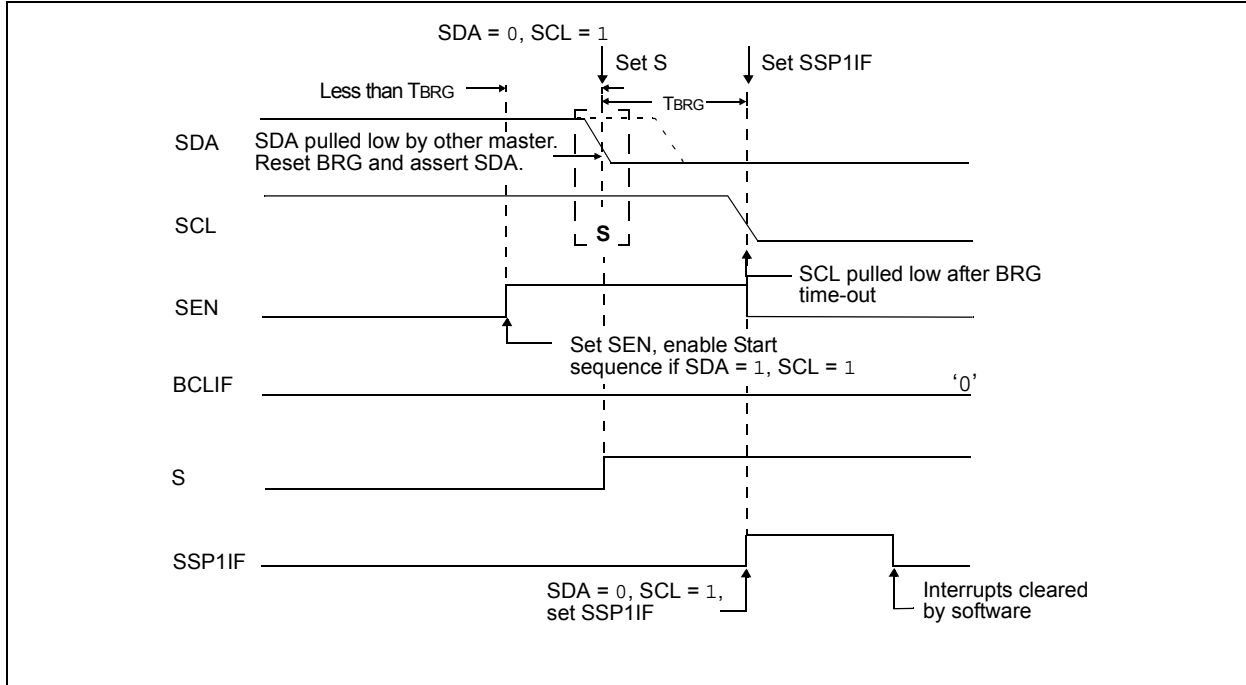 SDA = 0, SCL = 1
Set S
Set SSP1IF
Less than TBRG
TBRG
SDA
SDA pulled low by other master.
Reset BRG and assert SDA.
SCL
S
SCL pulled low after BRG
time-out
SEN
Set SEN, enable Start
sequence if SDA = 1, SCL = 1
BCLIF
‘0’
S
SSP1IF
SDA = 0, SCL = 1,
set SSP1IF
Interrupts cleared
by software